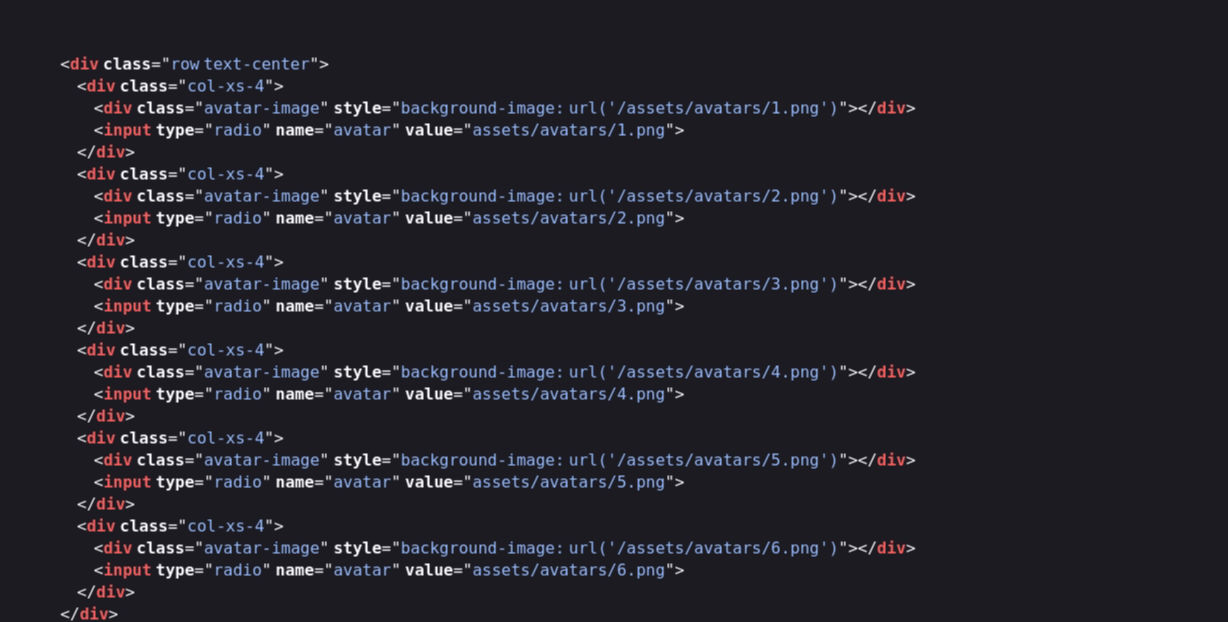 <div class="row text-center">
<div class="col-xs-4">
<div class="avatar-image" style="background-image: url('/assets/avatars/1.png')"></div>
<input type="radio" name="avatar" value="assets/avatars/1.png">
</div>
<div class="col-xs-4">
<div class="avatar-image" style="background-image: url('/assets/avatars/2.png')"></div>
<input type="radio" name="avatar" value="assets/avatars/2.png">
</div>
<div class="col-xs-4">
<div class="avatar-image" style="background-image: url('/assets/avatars/3.png')"></div>
<input type="radio" name="avatar" value="assets/avatars/3.png">
</div>
<div class="col-xs-4">
<div class="avatar-image" style="background-image: url('/assets/avatars/4.png')"></div>
<input type="radio" name="avatar" value="assets/avatars/4.png">
</div>
<div class="col-xs-4">
<div class="avatar-image" style="background-image: url('/assets/avatars/5.png')"></div>
<input type="radio" name="avatar" value="assets/avatars/5.png">
</div>
<div class="col-xs-4">
<div class="avatar-image" style="background-image: url('/assets/avatars/6.png')"></div>
<input type="radio" name="avatar" value="assets/avatars/6.png">
</div>
</div>